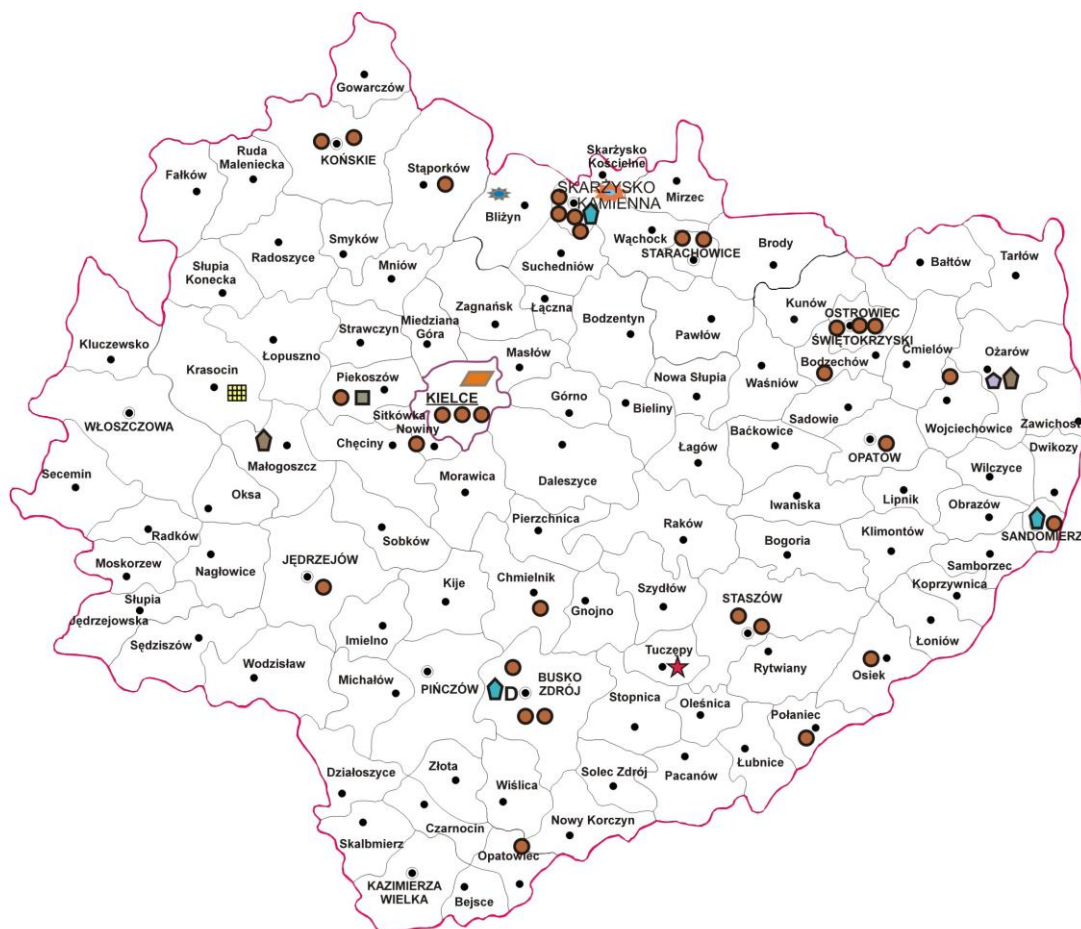 Gowarczów
KOŃSKIE
Ruda
Maleniecka
Fałków
Stąporków
Skarżysko
Kościelne
SKARŻYSKO
KAMIENNA
Mirzec
Bliżyn
Wąchock
STARACHOWICE
Brody
Bałtów
Tarłów
Radoszyce
Smyków
Mniów
Suchedniów
Słupia
Konecka
Zagnańsk
Łączna
Bodzentyn
Pawłów
Kunów
OSTROWIEC
ŚWIĘTOKRZYSKI
Bodzechów
Ćmielów
Ożarów
Kluczewsko
Łopuszno
Strawczyn
Miedziana
Góra
Masłów
Krasocin
Piekoszów
KIELCE
Górno
Nowa Słupia
Waśniów
Sadowie
Wojciechowice
Zawichost
WŁOSZCZOWA
Sitkówka
Nowiny
Chęciny
Bieliny
Łagów
Baćkowice
OPATÓW
Dwikozy
Małogoszcz
Morawica
Daleszyce
Wilczyce
Secemin
Oksa
Iwaniska
Lipnik
Obrazów
Radków
Sobków
Pierzchnica
Raków
Bogoria
Klimontów
SANDOMIERZ
Moskorzew
Nagłowice
JĘDRZEJÓW
Kije
Chmielnik
Gnojno
Szydłów
STASZÓW
Samborzec
Koprzywnica
Słupia
Jędrzejowska
Sędziszów
Imielno
Łoniów
Wodzisław
Michałów
PIŃCZÓW
D
BUSKO
ZDRÓJ
Tuczępy
Rytwiany
Osiek
Stopnica
Oleśnica
Połaniec
Łubnice
Działoszyce
Złota
Wiślica
Solec Zdrój
Pacanów
Skalbmierz
Czarnocin
Nowy Korczyn
Opatowiec
KAZIMIERZA
WIELKA
Bejsce